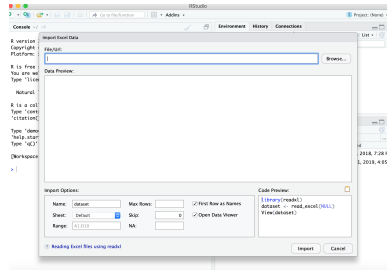 RStudio
Go to file/function
Addins
Project: (None)
Console
Environment History Connections
List
R version
Copyright
Platform:
R is free
You are we
Type 'lice
Natural
R is a col
Type 'cont
'citation(
Type 'demo
'help.star
Type 'q()'
[Workspace
>
Import Excel Data
File/Url:
Browse...
Data Preview:
Import Options:
Name: dataset
Max Rows:
First Row as Names
Sheet: Default
Skip: 0
Open Data Viewer
Range: A1:D10
NA:
Code Preview:
library(readxl)
dataset <- read_excel(NULL)
View(dataset)
Reading Excel files using readxl
Import
Cancel
2018, 7:28
1, 2019, 4:05